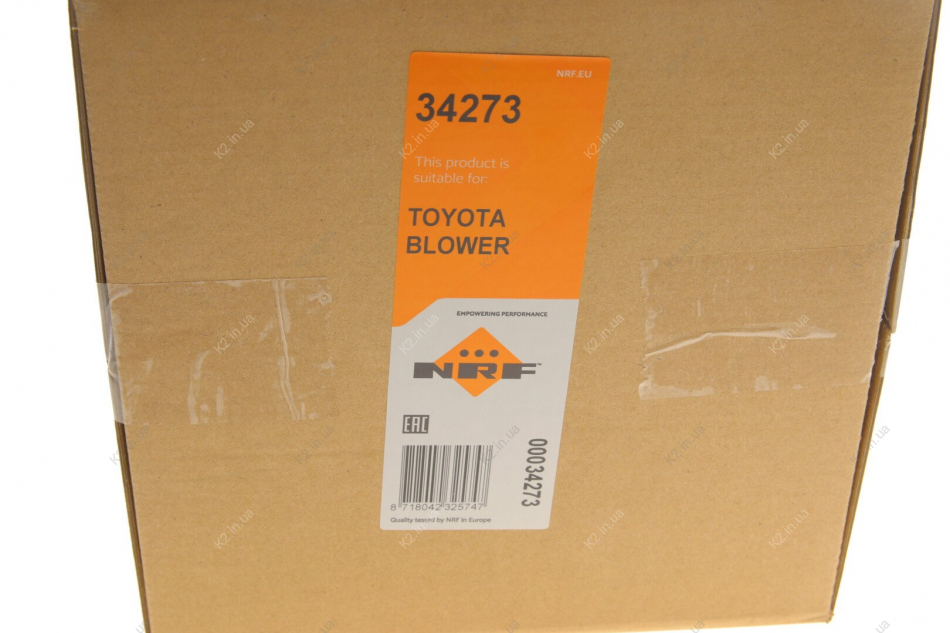 NRF.EU
34273
This product is
suitable for:
TOYOTA
BLOWER
EMPOWERING PERFORMANCE
NRF™
EAC
00034273
8 718042 325747
Quality tested by NRF in Europe
K2.in.ua